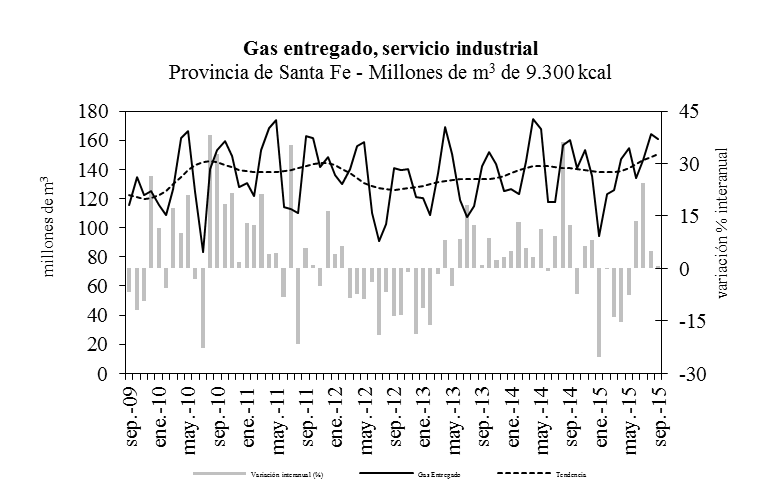 Gas entregado, servicio industrial
Provincia de Santa Fe - Millones de m³ de 9.300 kcal
180
160
140
120
100
80
60
40
20
0
millones de m³
45
30
15
0
-15
-30
variación % interanual
sep.-09
ene.-10
may.-10
sep.-10
ene.-11
may.-11
sep.-11
ene.-12
may.-12
sep.-12
ene.-13
may.-13
sep.-13
ene.-14
may.-14
sep.-14
ene.-15
may.-15
sep.-15
Variación interanual (%) Gas Entregado Tendencia